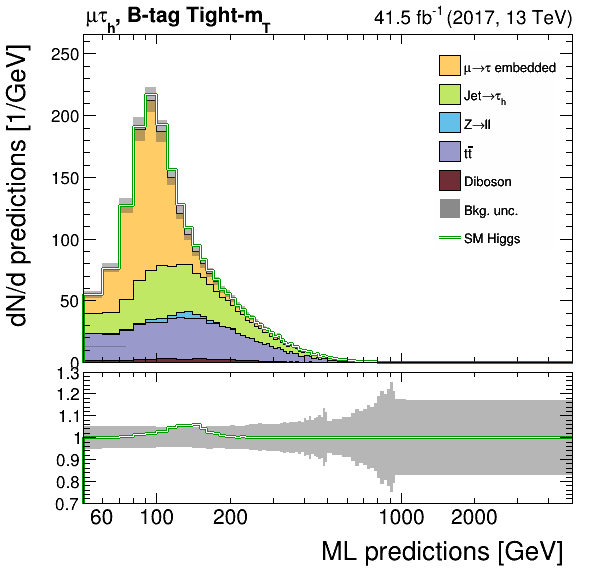 μτh, B-tag Tight-mT
41.5 fb-1 (2017, 13 TeV)
dN/d predictions [1/GeV]
250
200
150
100
50
0
μ→τ embedded
Jet→τh
Z→ll
tt̄
Diboson
Bkg. unc.
SM Higgs
1.3
1.2
1.1
1
0.9
0.8
0.7
60 100 200 1000 2000
ML predictions [GeV]